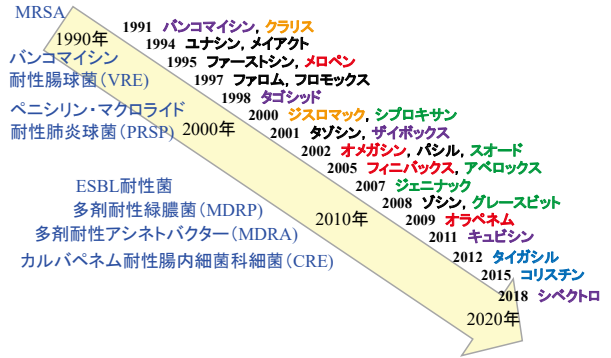 MRSA
1990年
バンコマイシン
耐性腸球菌(VRE)
ペニシリン・マクロライド
耐性肺炎球菌(PRSP)
2000年
ESBL耐性菌
多剤耐性緑膿菌(MDRP)
2010年
多剤耐性アシネトバクター(MDRA)
カルバペネム耐性腸内細菌科細菌(CRE)
2020年
1991 バンコマイシン, クラリス
1994 ユナシン, メイアクト
1995 ファーストシン, メロペン
1997 ファロム, フロモックス
1998 タゴシッド
2000 ジスロマック, シプロキサン
2001 タゾシン, ザイボックス
2002 オメガシン, パシル, スオード
2005 フィニバックス, アベロックス
2007 ジェニナック
2008 ゾシン, グレースビット
2009 オラペネム
2011 キュビシン
2012 タイガシル
2015 コリスチン
2018 シベクトロ